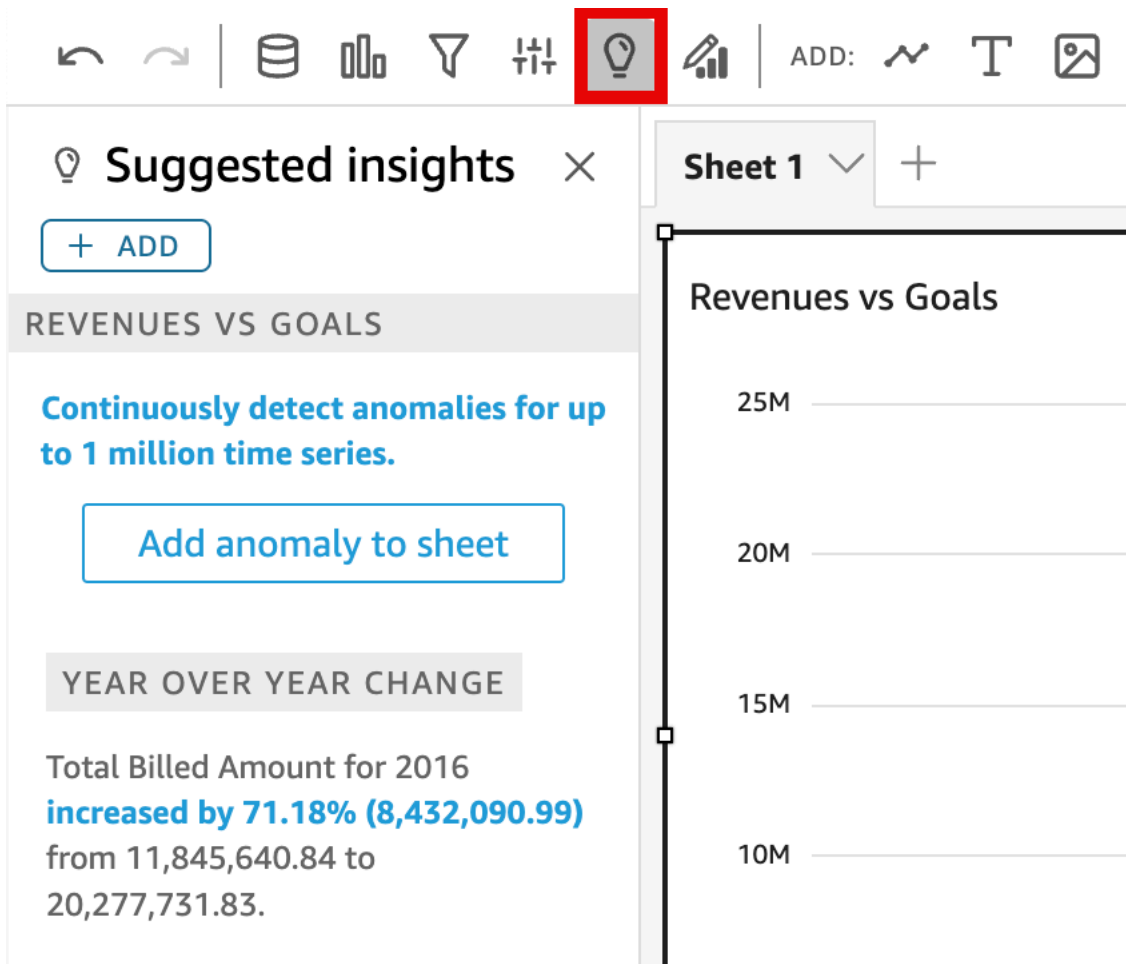 ADD:
Suggested insights
+ ADD
Sheet 1
REVENUES VS GOALS
Continuously detect anomalies for up
to 1 million time series.
Add anomaly to sheet
YEAR OVER YEAR CHANGE
Total Billed Amount for 2016
increased by 71.18% (8,432,090.99)
from 11,845,640.84 to
20,277,731.83.
Revenues vs Goals
25M
20M
15M
10M